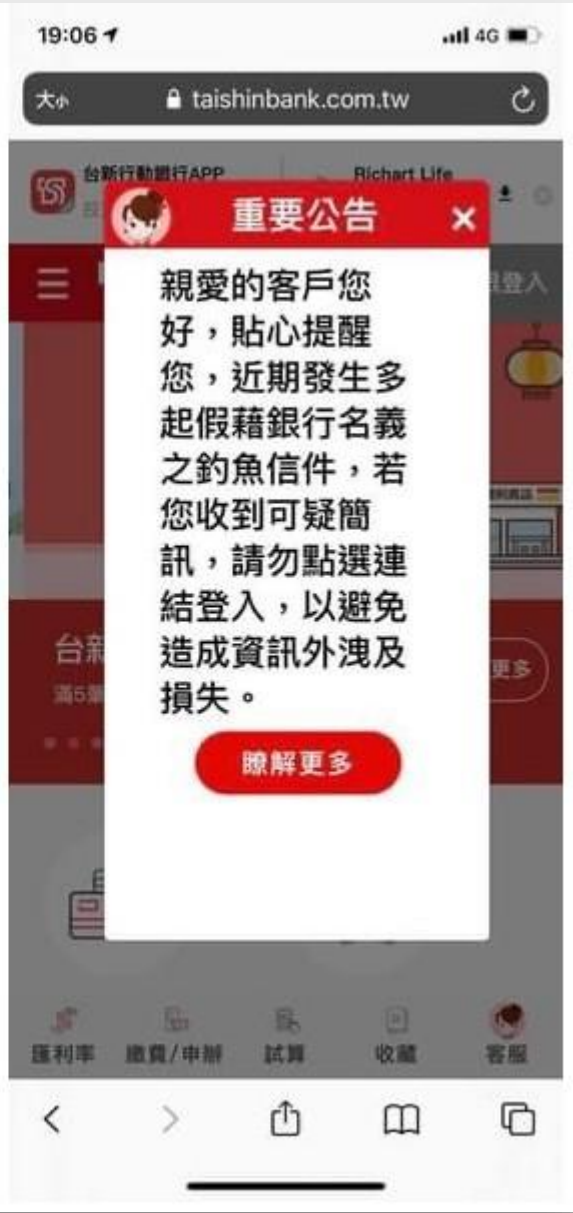 19:06
4G
大小
taishinbank.com.tw
台新行動銀行APP
Richart Life
重要公告
登入
親愛的客戶您
好，貼心提醒
您，近期發生多
起假藉銀行名義
之釣魚信件，若
您收到可疑簡
訊，請勿點選連
結登入，以避免
造成資訊外洩及
損失。
台新
更多
滿5筆
瞭解更多
匯利率
繳費/申辦
試算
收藏
客服